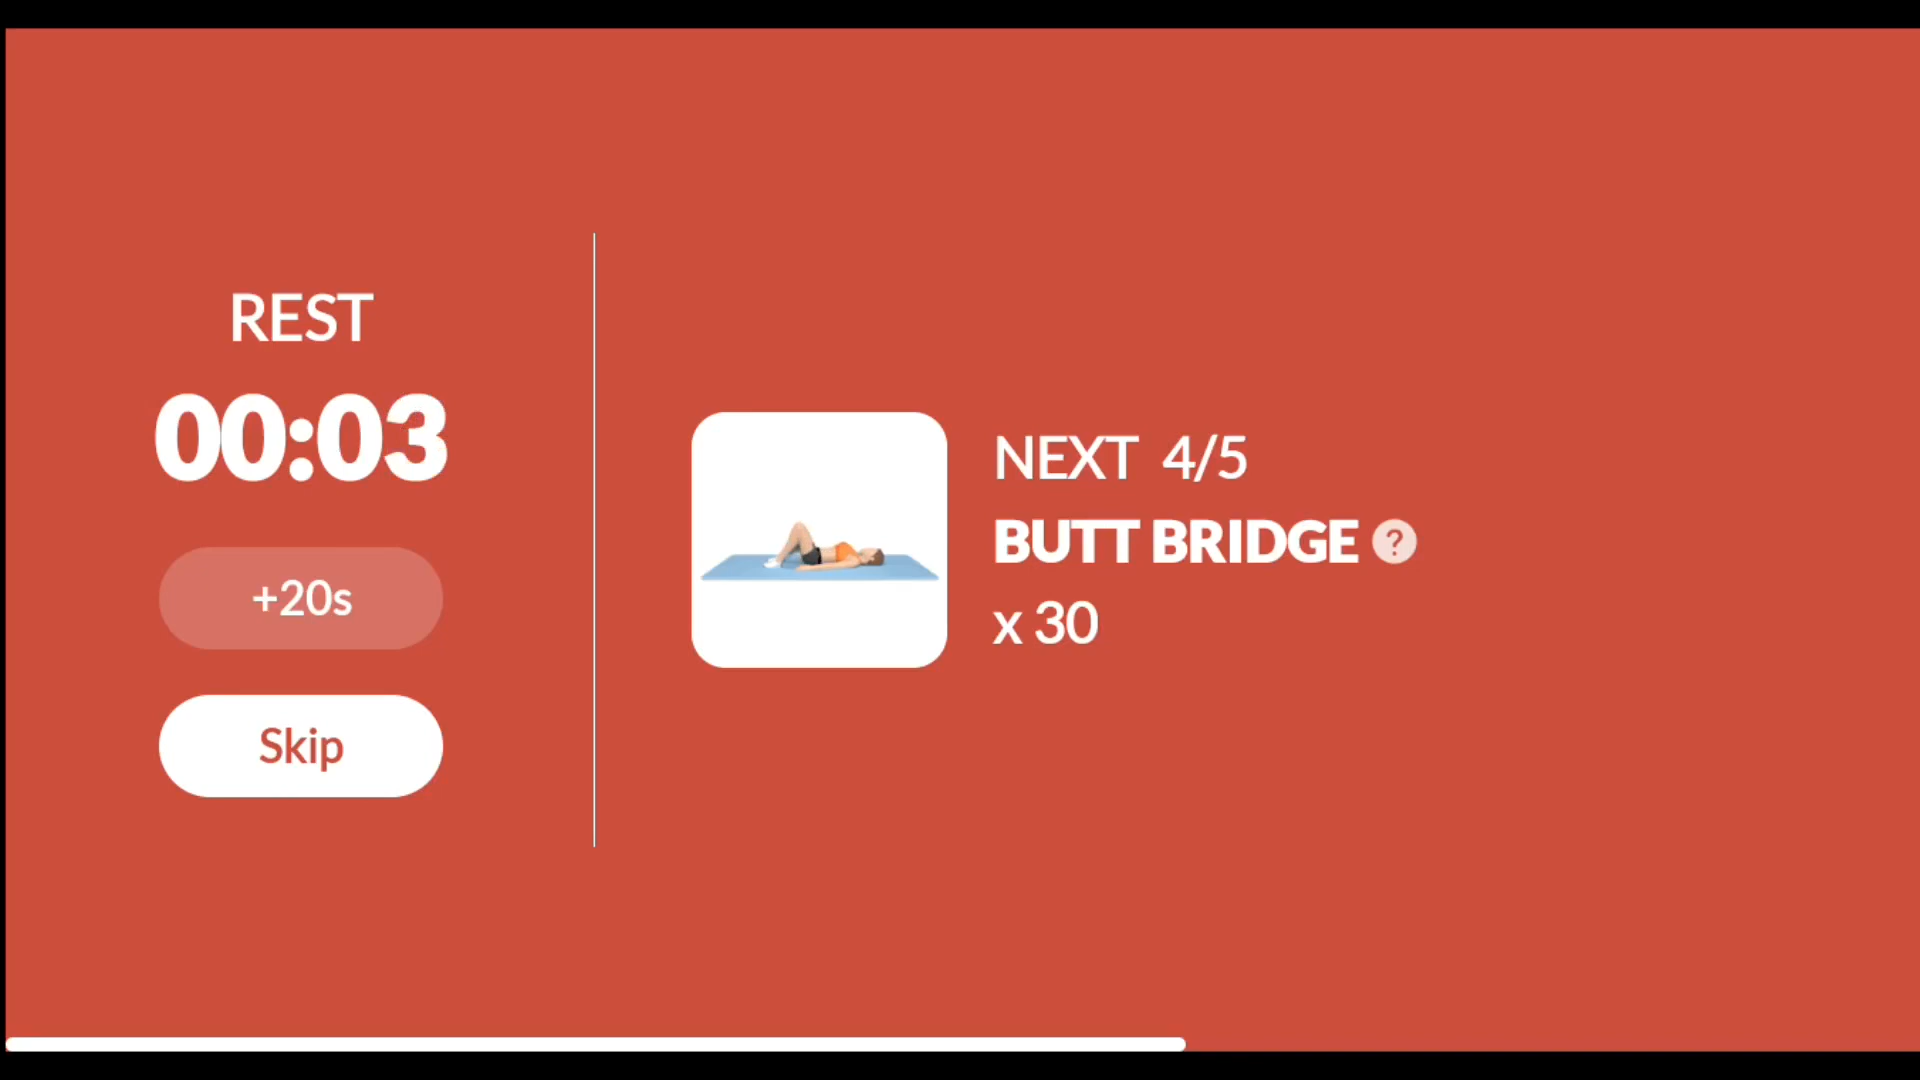 REST
00:03
+20s
Skip
NEXT 4/5
BUTT BRIDGE ?
x 30